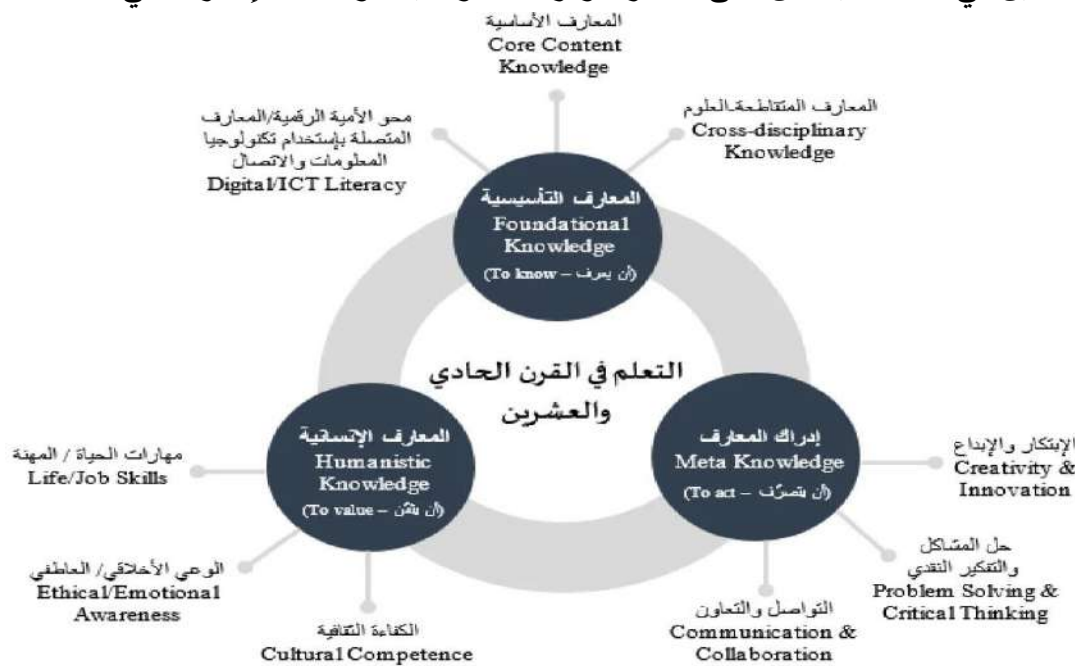 المعارف الأساسية
Core Content
Knowledge
المعارف المتقاطعة-العلوم
Cross-disciplinary
Knowledge
محو الأمية الرقمية/المعارف
المتصلة بإستخدام تكنولوجيا
المعلومات والاتصال
Digital/ICT Literacy
المعارف التأسيسية
Foundational
Knowledge
(أن يعرف – To know)
التعلم في القرن الحادي
والعشرين
المعارف الإنسانية
Humanistic
Knowledge
(أن يثمّن – To value)
إدراك المعارف
Meta Knowledge
(أن يتصرّف – To act)
مهارات الحياة / المهنة
Life/Job Skills
الوعي الأخلاقي/ العاطفي
Ethical/Emotional
Awareness
الكفاءة الثقافية
Cultural Competence
الإبتكار والإبداع
Creativity &
Innovation
حل المشاكل
والتفكير النقدي
Problem Solving &
Critical Thinking
التواصل والتعاون
Communication &
Collaboration